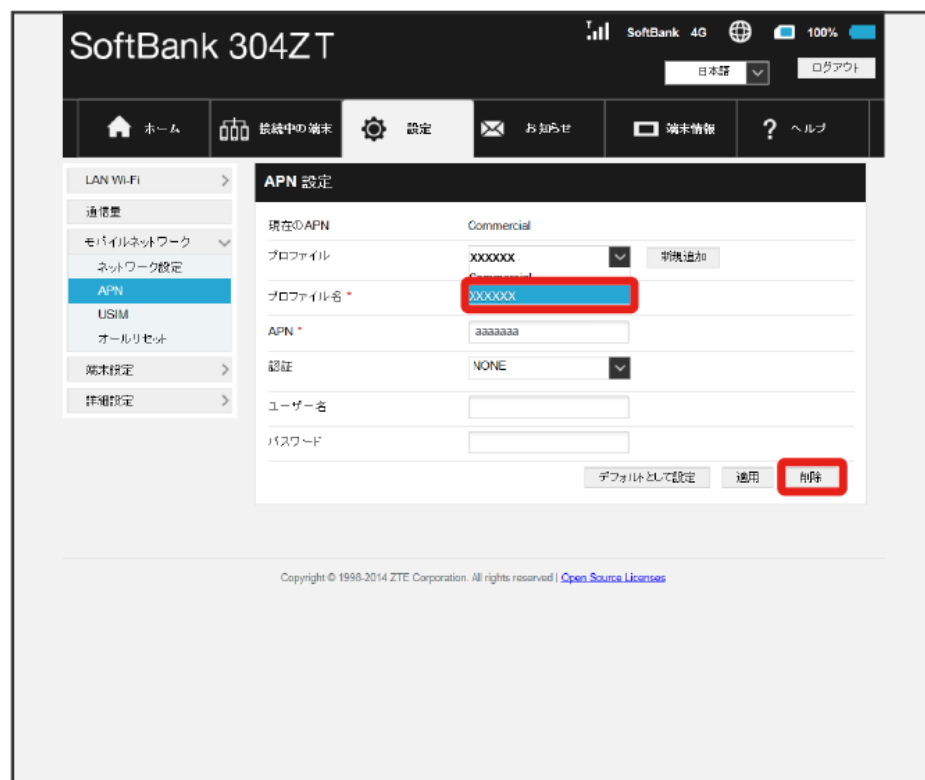 SoftBank 304ZT
SoftBank 4G 100%
日本語 ログアウト
ホーム 接続中の端末 設定 お知らせ 端末情報 ? ヘルプ
LAN Wi-Fi
通信量
モバイルネットワーク
ネットワーク設定
APN
USIM
オールリセット
端末設定
詳細設定
APN 設定
現在のAPN Commercial
プロファイル XXXXXX 新規追加
Commercial
プロファイル名 * XXXXXX
APN * aaaaaaa
認証 NONE
ユーザー名
パスワード
デフォルトとして設定 適用 削除
Copyright © 1998-2014 ZTE Corporation. All rights reserved | Open Source Licenses